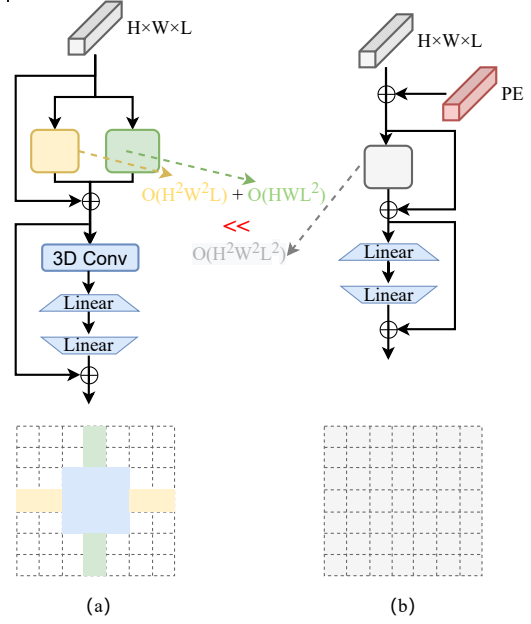 H×W×L
H×W×L
PE
O(H²W²L) + O(HWL²)
<<
O(H²W²L²)
3D Conv
Linear
Linear
Linear
Linear
(a)
(b)